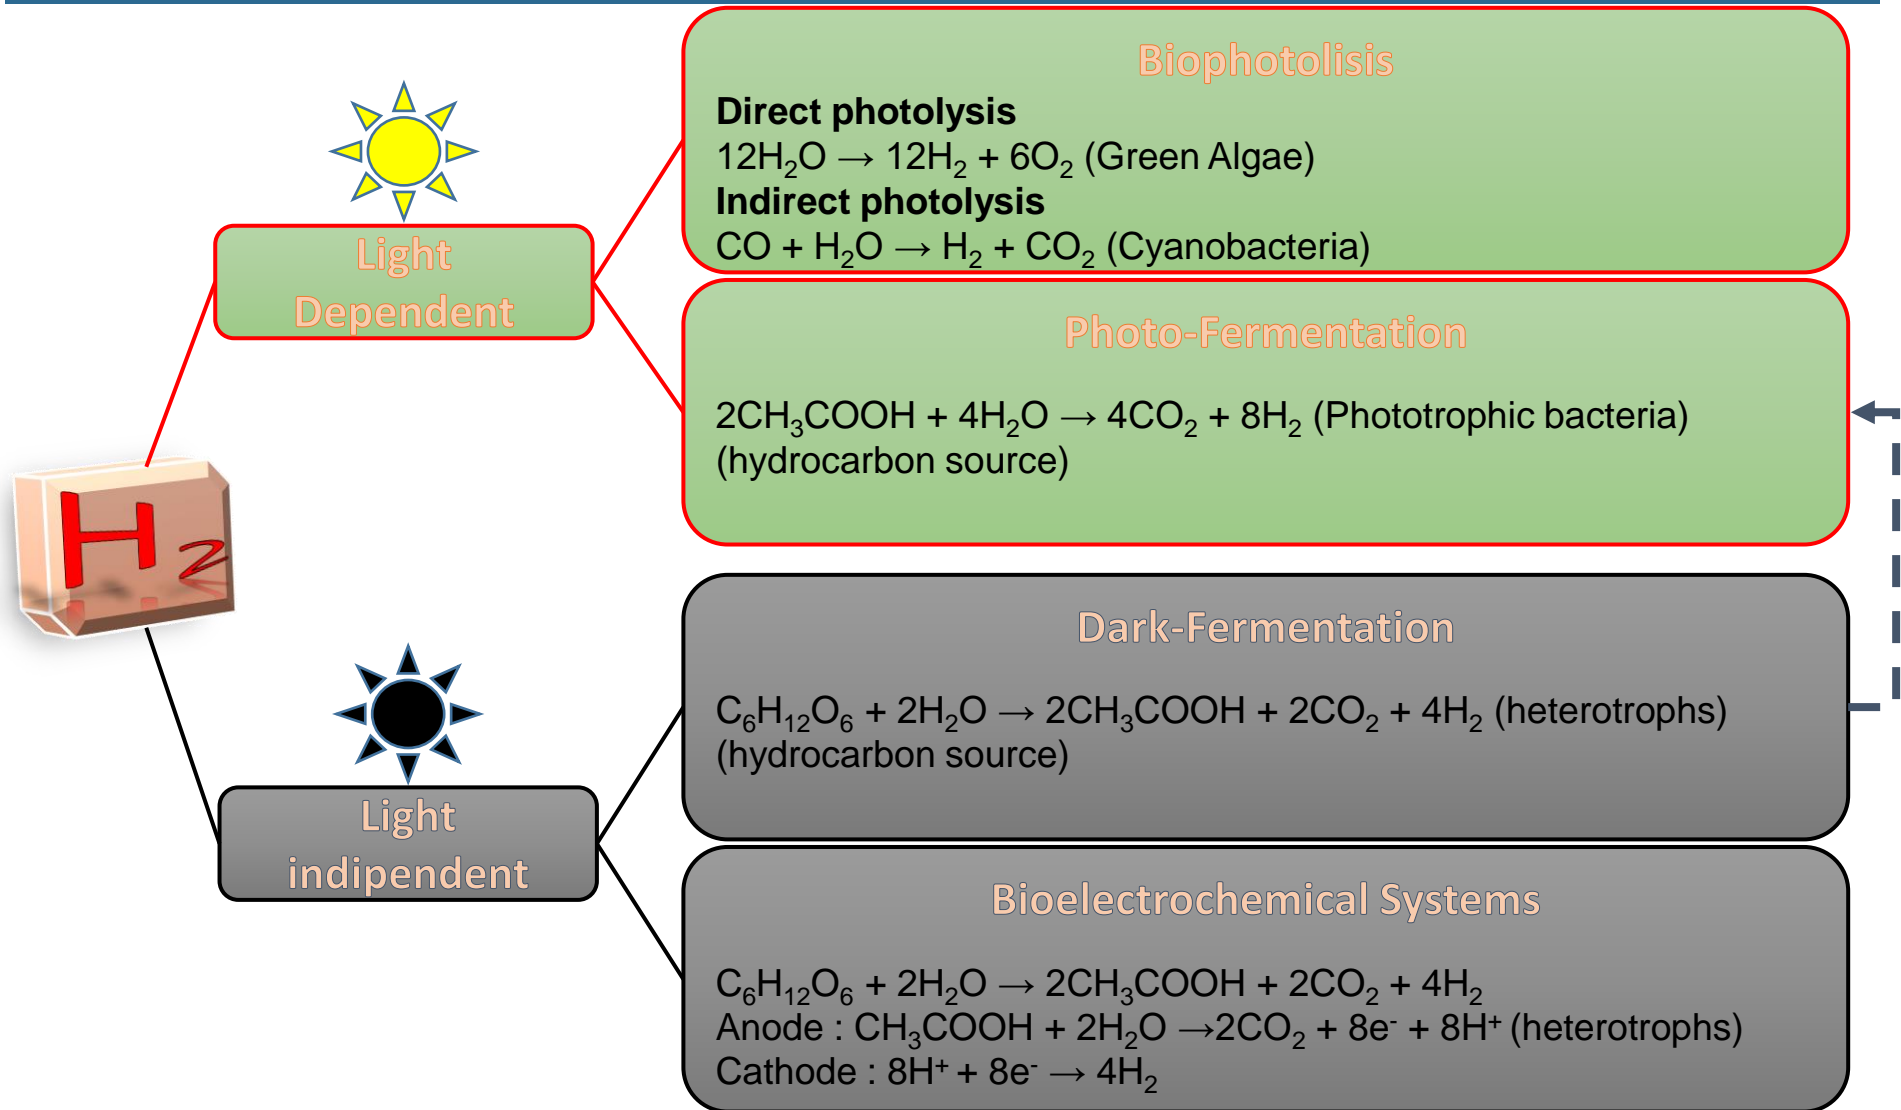 Biophotolisis
Direct photolysis
12H₂O → 12H₂ + 6O₂ (Green Algae)
Indirect photolysis
CO + H₂O → H₂ + CO₂ (Cyanobacteria)
Light
Dependent
Photo-Fermentation
2CH₃COOH + 4H₂O → 4CO₂ + 8H₂ (Phototrophic bacteria)
(hydrocarbon source)
H₂
Dark-Fermentation
C₆H₁₂O₆ + 2H₂O → 2CH₃COOH + 2CO₂ + 4H₂ (heterotrophs)
(hydrocarbon source)
Light
indipendent
Bioelectrochemical Systems
C₆H₁₂O₆ + 2H₂O → 2CH₃COOH + 2CO₂ + 4H₂
Anode : CH₃COOH + 2H₂O →2CO₂ + 8e⁻ + 8H⁺ (heterotrophs)
Cathode : 8H⁺ + 8e⁻ → 4H₂